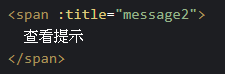 <span :title="message2">
查看提示
</span>